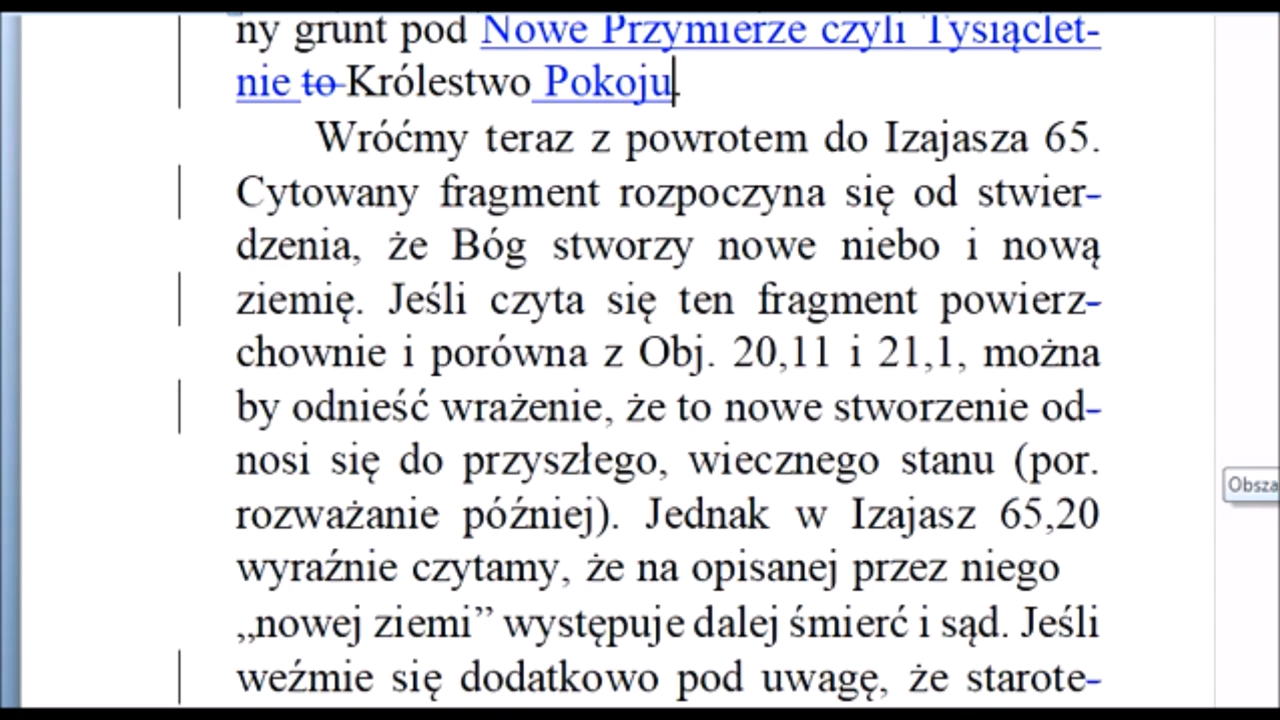 ny grunt pod Nowe Przymierze czyli Tysiąclet-
nie to Królestwo Pokoju.
Wróćmy teraz z powrotem do Izajasza 65.
Cytowany fragment rozpoczyna się od stwier-
dzenia, że Bóg stworzy nowe niebo i nową
ziemię. Jeśli czyta się ten fragment powierz-
chownie i porówna z Obj. 20,11 i 21,1, można
by odnieść wrażenie, że to nowe stworzenie od-
nosi się do przyszłego, wiecznego stanu (por.
rozważanie później). Jednak w Izajasz 65,20
wyraźnie czytamy, że na opisanej przez niego
„nowej ziemi” występuje dalej śmierć i sąd. Jeśli
weźmie się dodatkowo pod uwagę, że starote-
Obsza